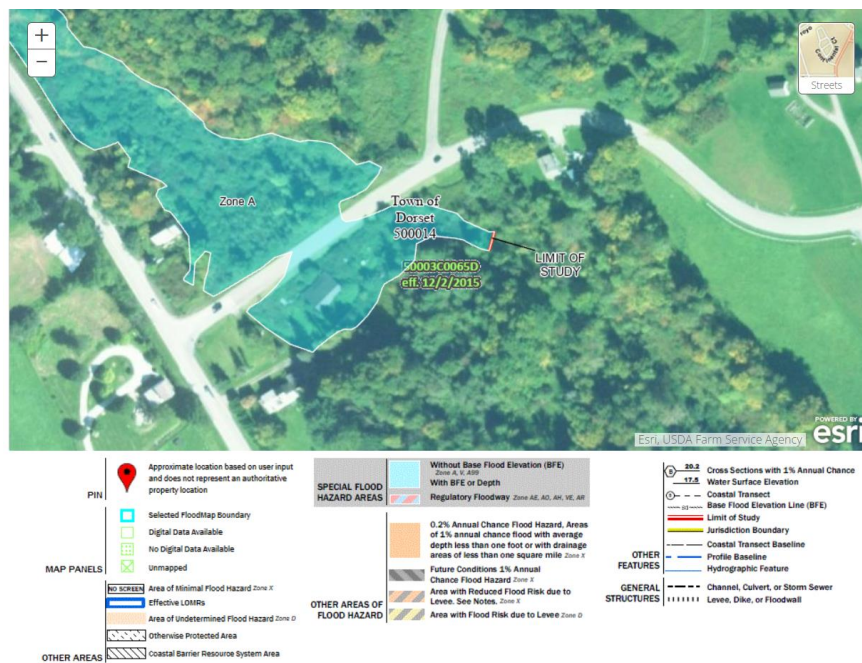 +
−
Streets
Zone A
Town of
Dorset
500014
50003C0065D
eff. 12/2/2015
LIMIT OF
STUDY
POWERED BY
esri
Esri, USDA Farm Service Agency
PIN
Approximate location based on user input
and does not represent an authoritative
property location
MAP PANELS
Selected FloodMap Boundary
Digital Data Available
No Digital Data Available
Unmapped
OTHER AREAS
NO SCREEN Area of Minimal Flood Hazard Zone X
Effective LOMRs
Area of Undetermined Flood Hazard Zone D
Otherwise Protected Area
Coastal Barrier Resource System Area
SPECIAL FLOOD
HAZARD AREAS
Without Base Flood Elevation (BFE)
Zone A, V, A99
With BFE or Depth
Regulatory Floodway Zone AE, AO, AH, VE, AR
OTHER AREAS OF
FLOOD HAZARD
0.2% Annual Chance Flood Hazard, Areas
of 1% annual chance flood with average
depth less than one foot or with drainage
areas of less than one square mile Zone X
Future Conditions 1% Annual
Chance Flood Hazard Zone X
Area with Reduced Flood Risk due to
Levee. See Notes. Zone X
Area with Flood Risk due to Levee Zone D
OTHER
FEATURES
20.2 Cross Sections with 1% Annual Chance
17.5 Water Surface Elevation
Coastal Transect
Base Flood Elevation Line (BFE)
Limit of Study
Jurisdiction Boundary
Coastal Transect Baseline
Profile Baseline
Hydrographic Feature
GENERAL
STRUCTURES
Channel, Culvert, or Storm Sewer
Levee, Dike, or Floodwall